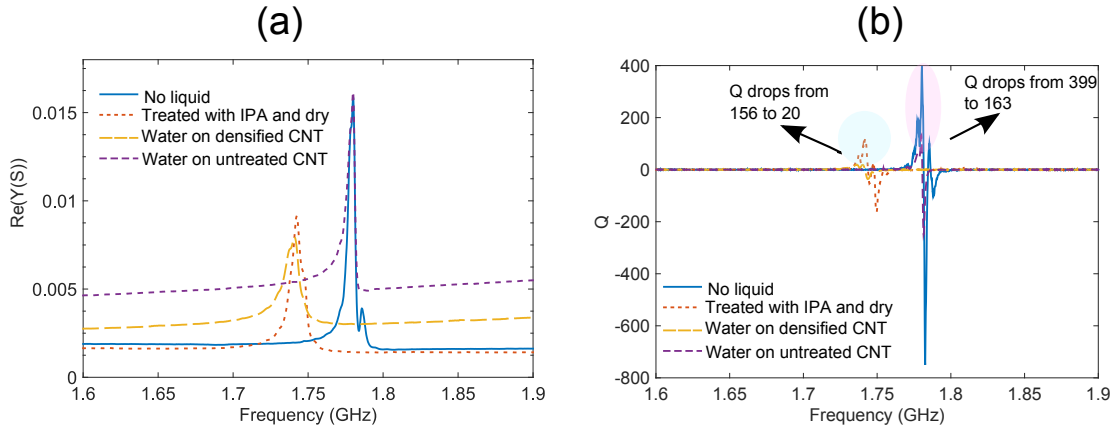 (a)
Re(Y(S))
0.015
0.01
0.005
0
No liquid
Treated with IPA and dry
Water on densified CNT
Water on untreated CNT
1.6
1.65
1.7
1.75
1.8
1.85
1.9
Frequency (GHz)
(b)
Q
400
200
0
-200
-400
-600
-800
Q drops from
156 to 20
Q drops from 399
to 163
No liquid
Treated with IPA and dry
Water on densified CNT
Water on untreated CNT
1.6
1.65
1.7
1.75
1.8
1.85
1.9
Frequency (GHz)